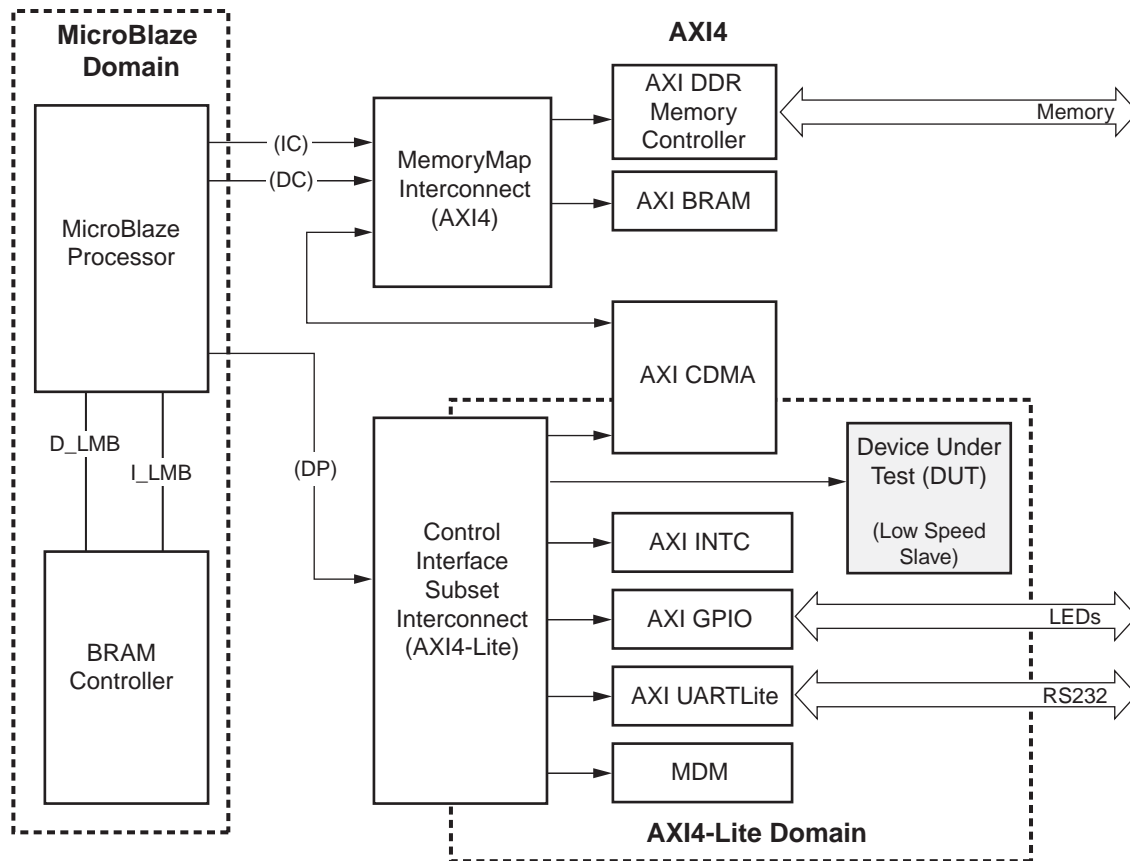 MicroBlaze
Domain
AXI4
MicroBlaze
Processor
(IC)
(DC)
MemoryMap
Interconnect
(AXI4)
AXI DDR
Memory
Controller
Memory
AXI BRAM
AXI CDMA
D_LMB
I_LMB
(DP)
BRAM
Controller
Control
Interface
Subset
Interconnect
(AXI4-Lite)
Device Under
Test (DUT)
(Low Speed
Slave)
AXI INTC
AXI GPIO
LEDs
AXI UARTLite
RS232
MDM
AXI4-Lite Domain